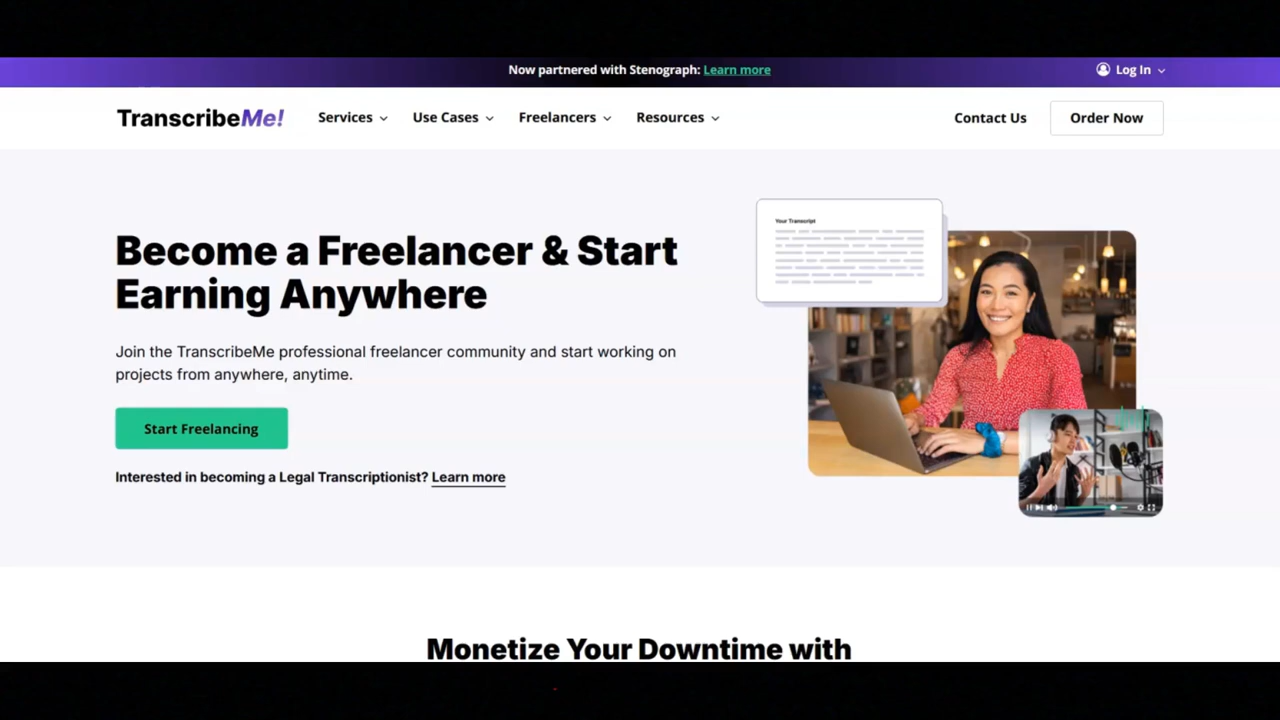 Now partnered with Stenograph: Learn more
Log In
TranscribeMe!
Services
Use Cases
Freelancers
Resources
Contact Us
Order Now
Your Transcript
Become a Freelancer & Start
Earning Anywhere
Join the TranscribeMe professional freelancer community and start working on
projects from anywhere, anytime.
Start Freelancing
Interested in becoming a Legal Transcriptionist? Learn more
Monetize Your Downtime with